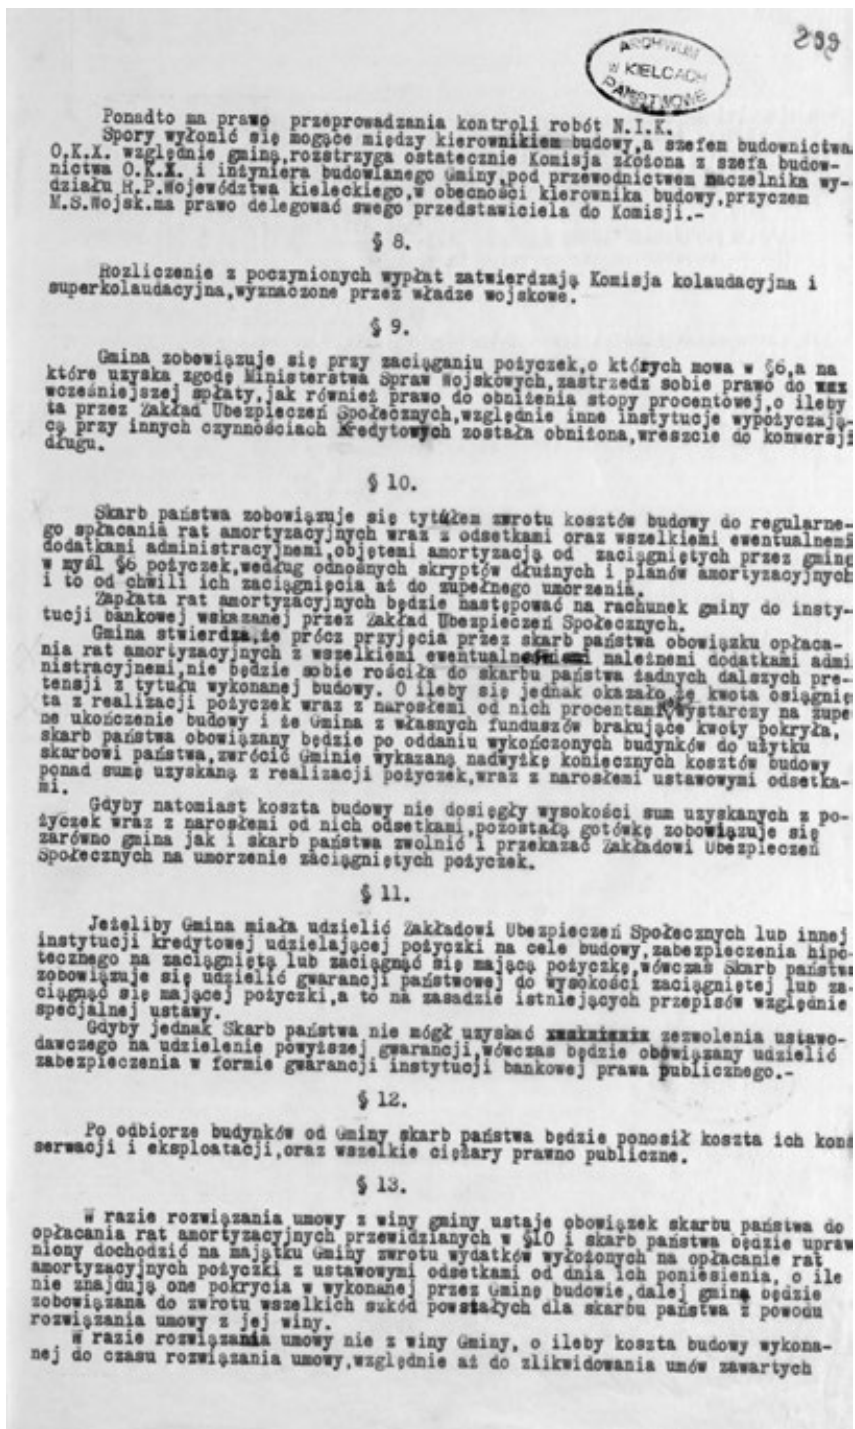 299
ARCHIWUM
W KIELCACH
PAŃSTWOWE
Ponadto ma prawo przeprowadzania kontroli robót N.I.K.
Spory wyłonić się mogące między kierownikiem budowy,a szefem budownictwa
O.K.X. względnie gminą,rozstrzyga ostatecznie Komisja złożona z szefa budow-
nictwa O.K.X. i inżyniera budowlanego Gminy,pod przewodnictwem naczelnika wy-
działu R.P.Województwa kieleckiego,w obecności kierownika budowy,przyczem
M.S.Wojsk.ma prawo delegować swego przedstawiciela do Komisji.-
§ 8.
Rozliczenie z poczynionych wypłat zatwierdzają Komisja kolaudacyjna i
superkolaudacyjna,wyznaczone przez władze wojskowe.
§ 9.
Gmina zobowiązuje się przy zaciąganiu pożyczek,o których mowa w §6,a na
które uzyska zgodę Ministerstwa Spraw Wojskowych,zastrzedz sobie prawo do
wcześniejszej spłaty,jak również prawo do obniżenia stopy procentowej,o ileby
ta przez Zakład Ubezpieczeń Społecznych,względnie inne instytucje wypożyczają-
cą przy innych czynnościach kredytowych została obniżona,wreszcie do konwersji
długu.
§ 10.
Skarb państwa zobowiązuje się tytułem zwrotu kosztów budowy do regularne-
go spłacania rat amortyzacyjnych wraz z odsetkami oraz wszelkiemi ewentualnemi
dodatkami administracyjnemi,objętemi amortyzacją od zaciągniętych przez gminę
w myśl §6 pożyczek,według odnośnych skryptów dłużnych i planów amortyzacyjnych
i to od chwili ich zaciągnięcia aż do zupełnego umorzenia.
Zapłata rat amortyzacyjnych będzie następować na rachunek gminy do insty-
tucji bankowej wskazanej przez Zakład Ubezpieczeń Społecznych.
Gmina stwierdza,że prócz przyjęcia przez skarb państwa obowiązku opłaca-
nia rat amortyzacyjnych z wszelkiemi ewentualnemi należnemi dodatkami admi
nistracyjnemi,nie będzie sobie rościła do skarbu państwa żadnych dalszych pre-
tensji z tytułu wykonanej budowy. O ileby się jednak okazało,że kwota osiągnię
ta z realizacji pożyczek wraz z narosłemi od nich procentami wystarczy na zupe
ne ukończenie budowy i że Gmina z własnych funduszów brakujące kwoty pokryła,
skarb państwa obowiązany będzie po oddaniu wykończonych budynków do użytku
skarbowi państwa,zwrócić Gminie wykazaną nadwyżkę koniecznych kosztów budowy
ponad sumę uzyskaną z realizacji pożyczek,wraz z narosłemi ustawowymi odsetka-
mi.
Gdyby natomiast koszta budowy nie dosięgły wysokości sum uzyskanych z po-
życzek wraz z narosłemi od nich odsetkami,pozostałą gotówkę zobowiązuje się
zarówno gmina jak i skarb państwa zwolnić i przekazać Zakładowi Ubezpieczeń
Społecznych na umorzenie zaciągniętych pożyczek.
§ 11.
Jeżeliby Gmina miała udzielić Zakładowi Ubezpieczeń Społecznych lub innej
instytucji kredytowej udzielającej pożyczki na cele budowy,zabezpieczenia hipo-
tecznego na zaciągniętą lub zaciągnąć się mającą pożyczkę,wówczas Skarb państwa
zobowiązuje się udzielić gwarancji państwowej do wysokości zaciągniętej lub za-
ciągnąć się mającej pożyczki,a to na zasadzie istniejących przepisów względnie
specjalnej ustawy.
Gdyby jednak Skarb państwa nie mógł uzyskać zezwolenia ustawo-
dawczego na udzielenie powyższej gwarancji,wówczas będzie obowiązany udzielić
zabezpieczenia w formie gwarancji instytucji bankowej prawa publicznego.-
§ 12.
Po odbiorze budynków od Gminy skarb państwa będzie ponosił koszta ich kon
serwacji i eksploatacji,oraz wszelkie ciężary prawno publiczne.
§ 13.
W razie rozwiązania umowy z winy gminy ustaje obowiązek skarbu państwa do
opłacania rat amortyzacyjnych przewidzianych w §10 i skarb państwa będzie upraw
niony dochodzić na majątku Gminy zwrotu wydatków wyłożonych na opłacanie rat
amortyzacyjnych pożyczki z ustawowymi odsetkami od dnia ich poniesienia, o ile
nie znajdują one pokrycia w wykonanej przez Gminę budowie,dalej gmina będzie
zobowiązana do zwrotu wszelkich szkód powstałych dla skarbu państwa z powodu
rozwiązania umowy z jej winy.
W razie rozwiązania umowy nie z winy Gminy, o ileby koszta budowy wykona-
nej do czasu rozwiązania umowy,względnie aż do zlikwidowania umów zawartych